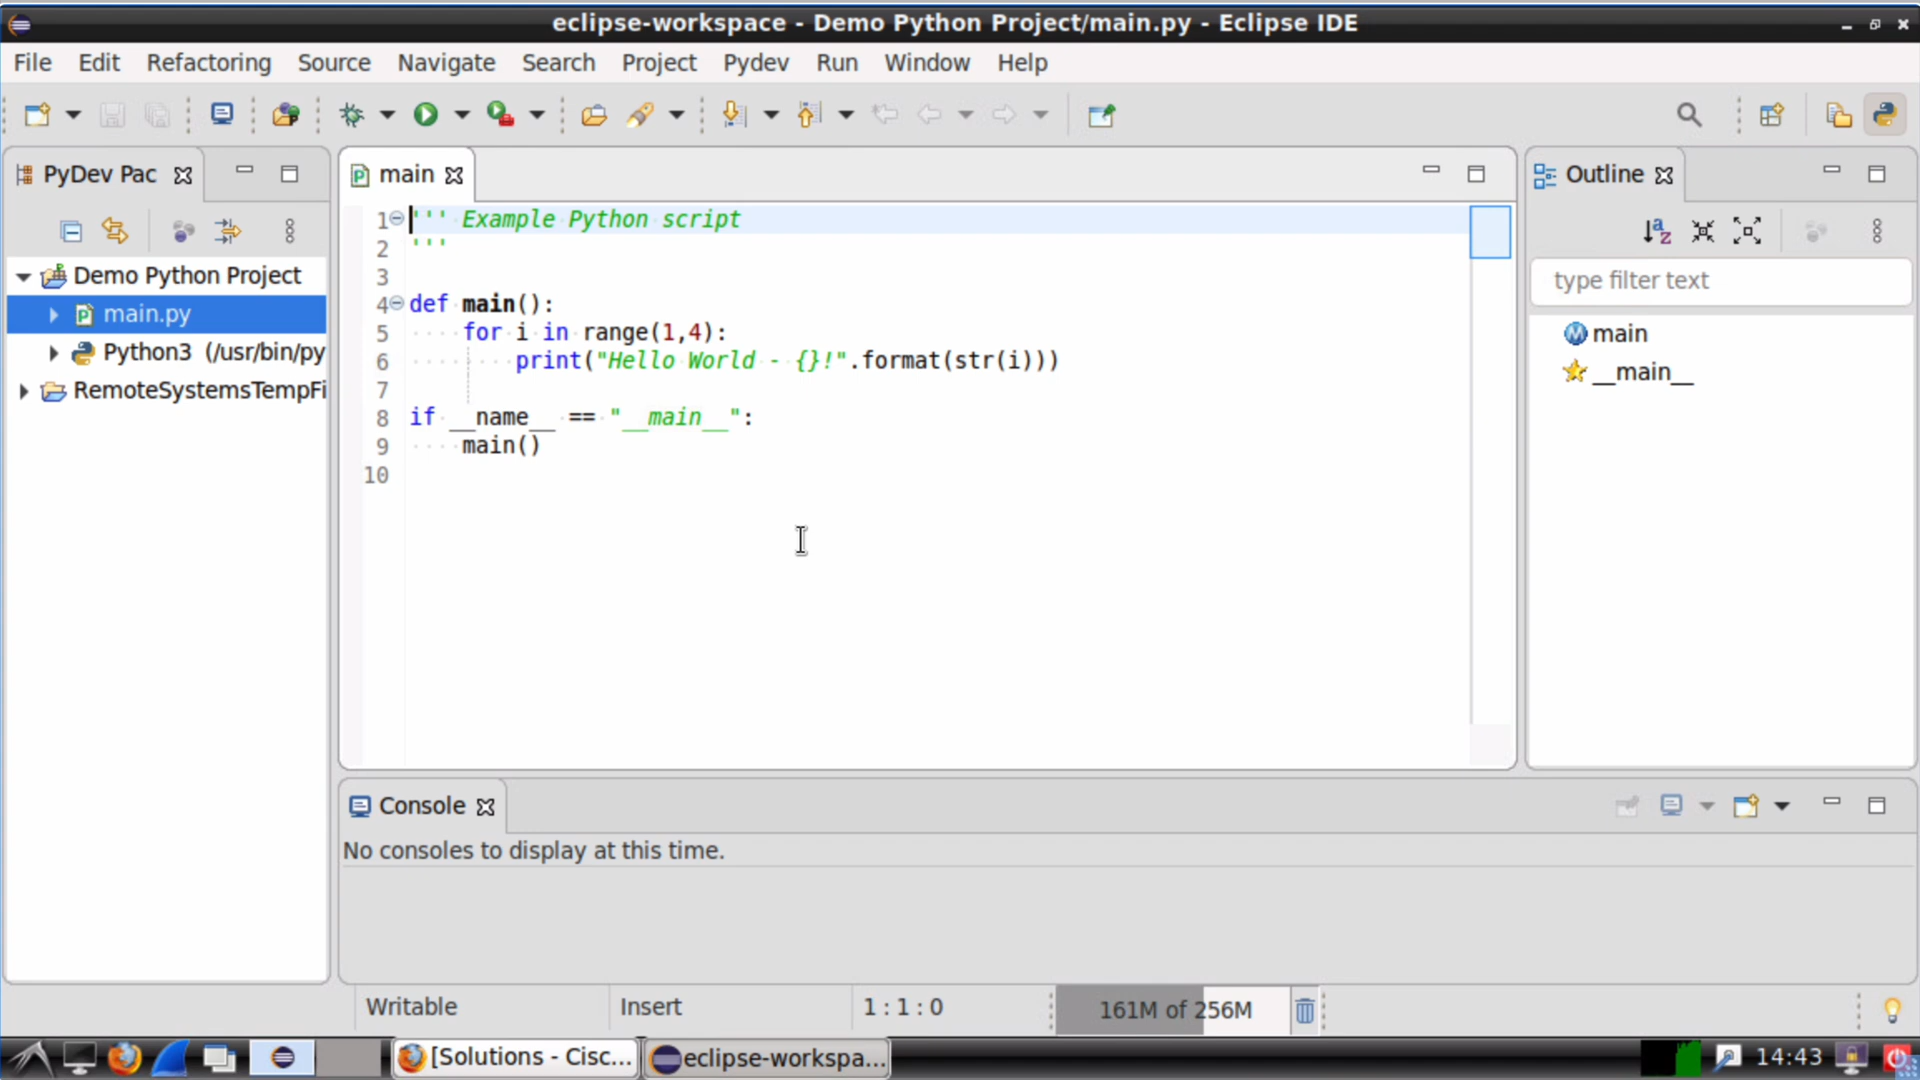 eclipse-workspace - Demo Python Project/main.py - Eclipse IDE
File Edit Refactoring Source Navigate Search Project Pydev Run Window Help
PyDev Pac
Demo Python Project
main.py
Python3 (/usr/bin/py
RemoteSystemsTempFi
main
1 ''' Example Python script
2 '''
3
4 def main():
5     for i in range(1,4):
6         print("Hello World - {}!".format(str(i)))
7
8 if __name__ == "__main__":
9     main()
10
Outline
type filter text
main
__main__
Console
No consoles to display at this time.
Writable Insert 1 : 1 : 0 161M of 256M
[Solutions - Cisc... eclipse-workspa... 14:43